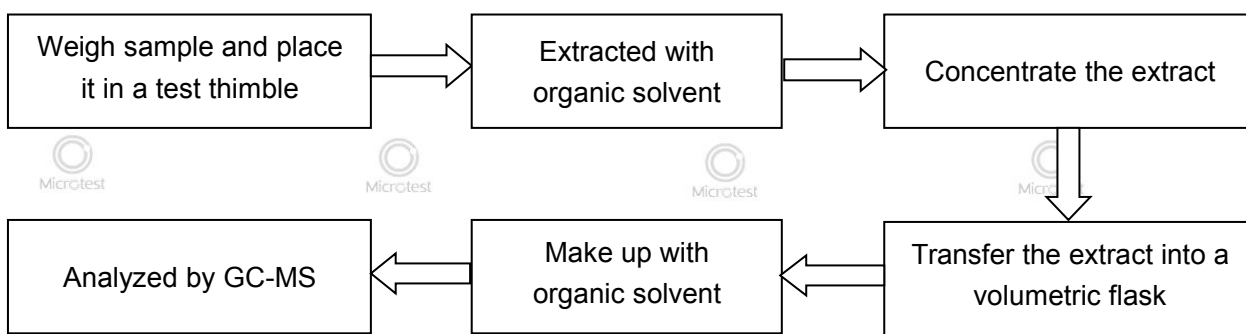 Weigh sample and place
it in a test thimble
Extracted with
organic solvent
Concentrate the extract
Microtest
Microtest
Microtest
Micro
Transfer the extract into a
volumetric flask
Make up with
organic solvent
Analyzed by GC-MS